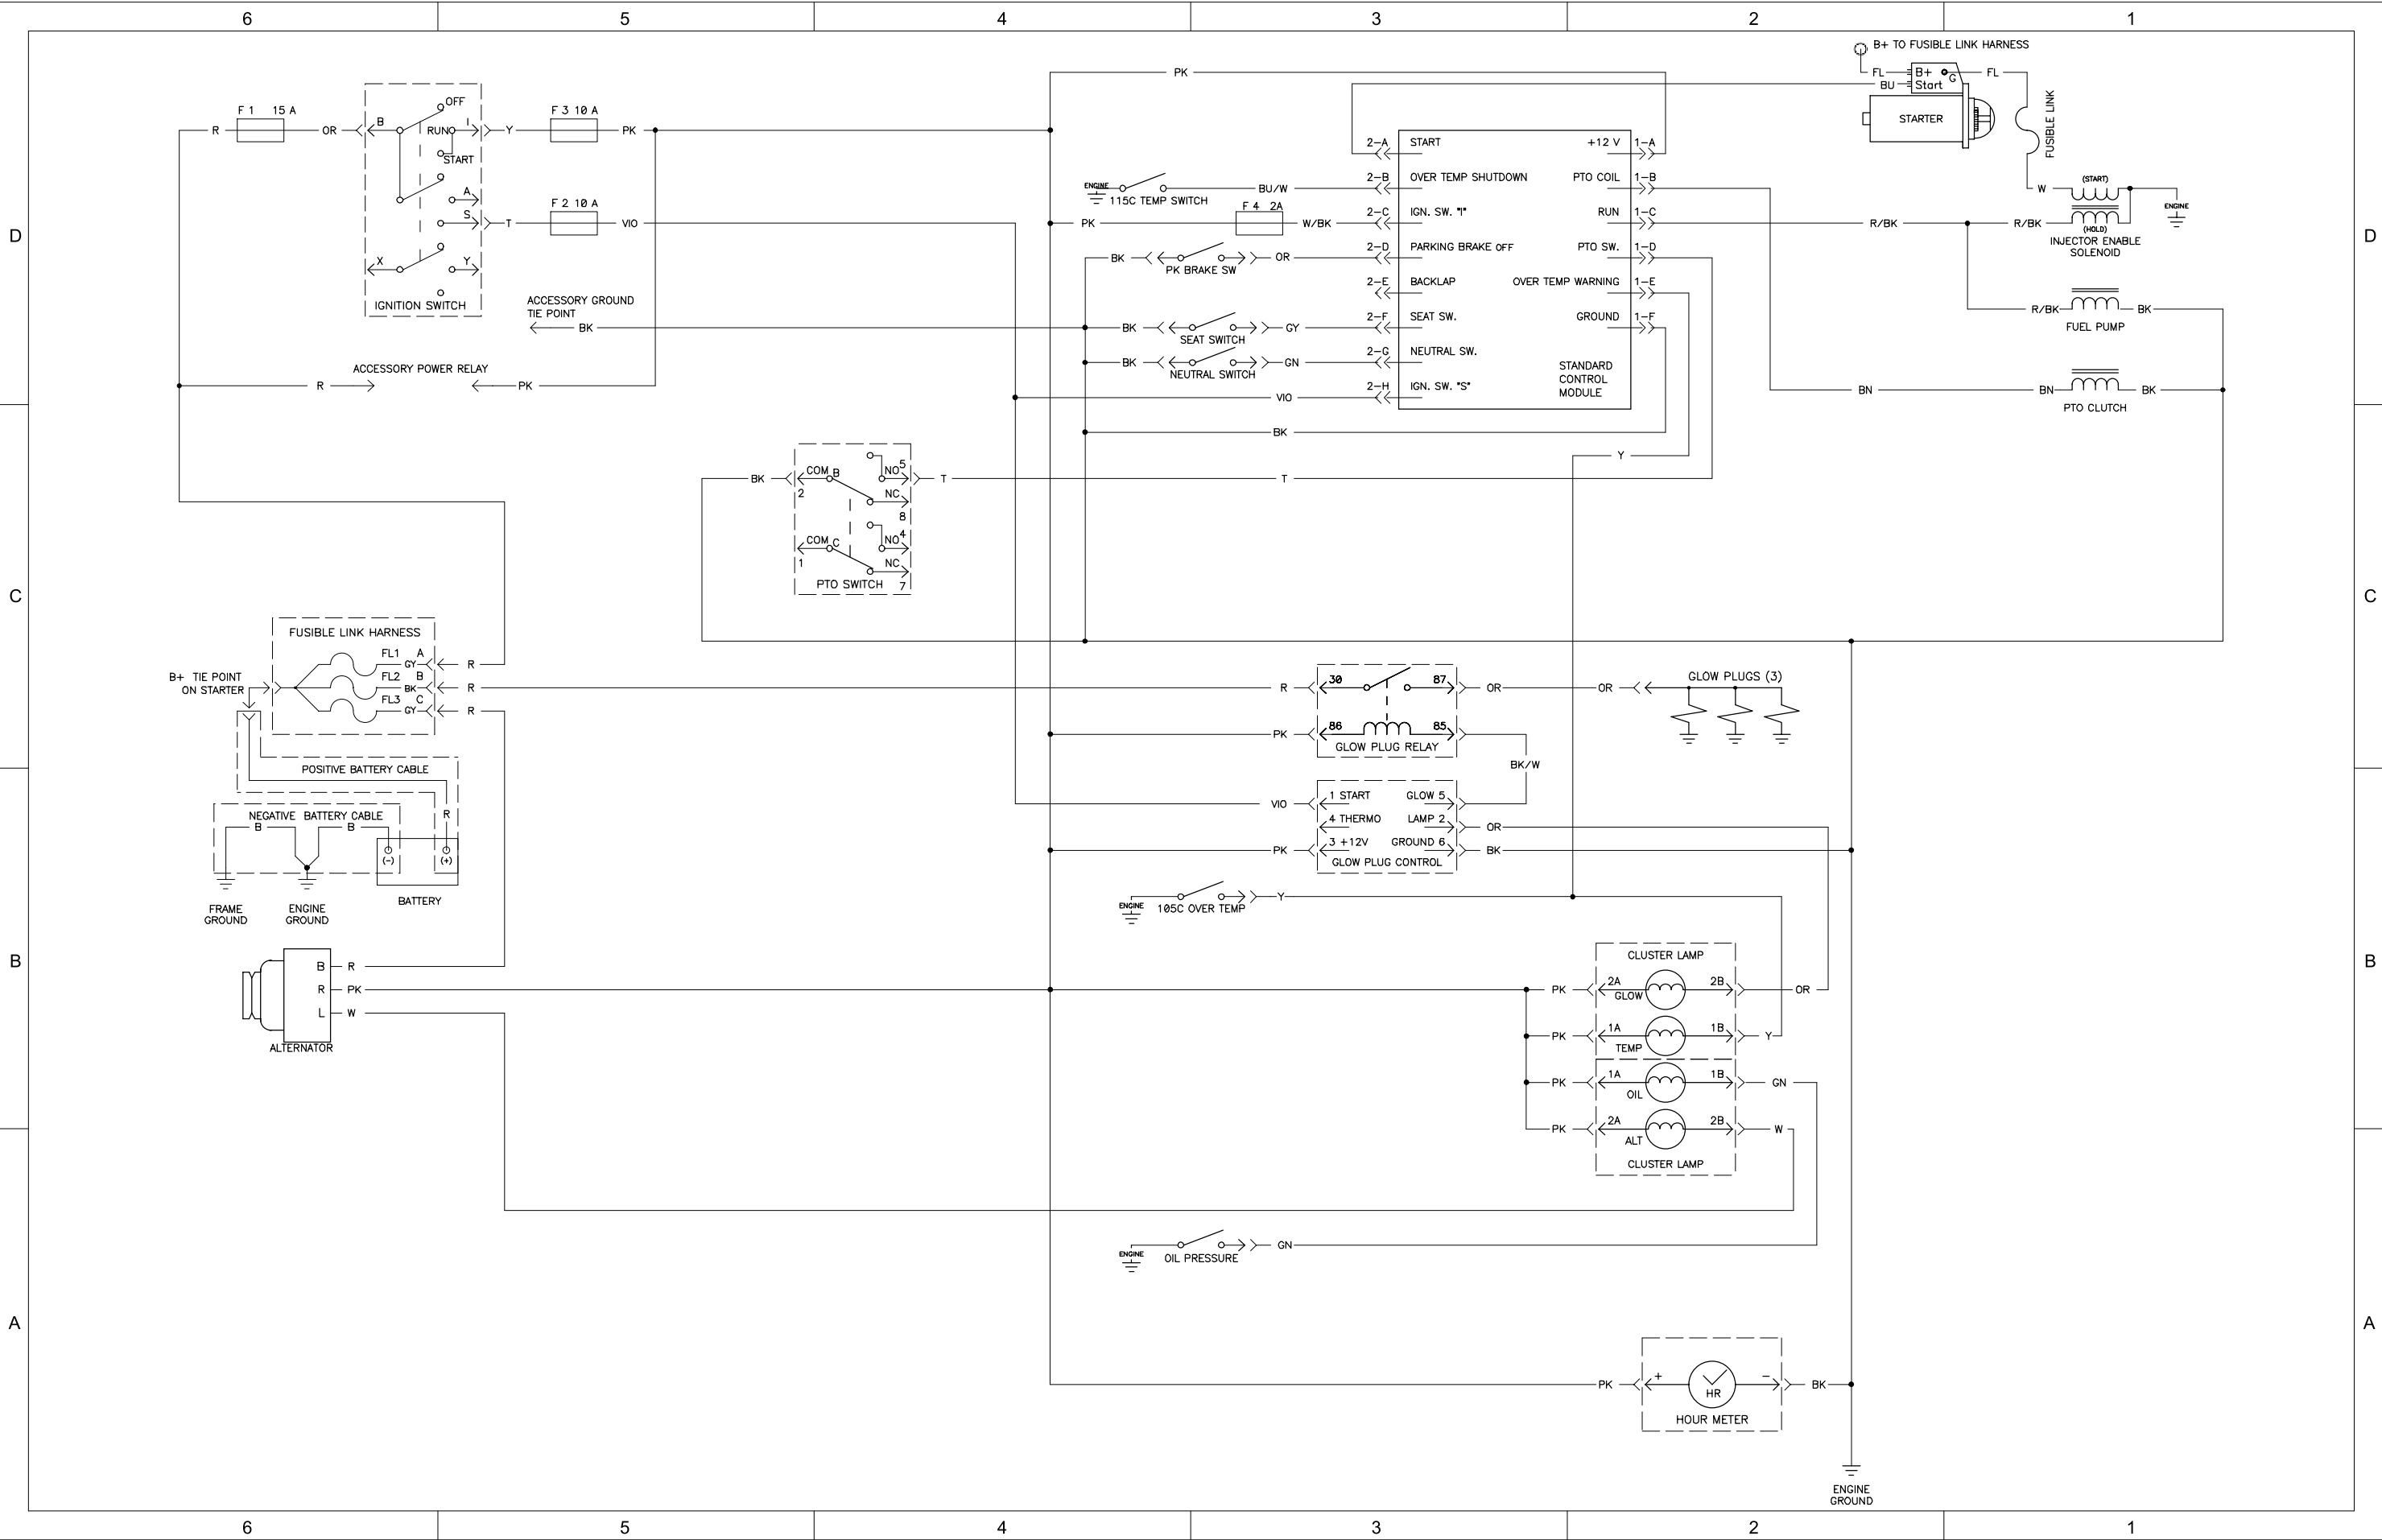 6 5 4 3 2 1
B+ TO FUSIBLE LINK HARNESS
PK
FL B+ G FL
BU Start
STARTER
FUSIBLE LINK
F 1 15 A
R OR
B OFF
RUN I
START
A
S
X Y
IGNITION SWITCH
Y F 3 10 A PK
T F 2 10 A VIO
ACCESSORY GROUND
TIE POINT
BK
ACCESSORY POWER RELAY
R PK
2-A START +12 V 1-A
ENGINE
115C TEMP SWITCH
BU/W
2-B OVER TEMP SHUTDOWN PTO COIL 1-B
PK F 4 2A W/BK
2-C IGN. SW. "I" RUN 1-C
BK PK BRAKE SW OR
2-D PARKING BRAKE OFF PTO SW. 1-D
2-E BACKLAP OVER TEMP WARNING 1-E
BK SEAT SWITCH GY
2-F SEAT SW. GROUND 1-F
BK NEUTRAL SWITCH GN
2-G NEUTRAL SW.
VIO
2-H IGN. SW. "S"
STANDARD
CONTROL
MODULE
BK
W (START)
ENGINE
R/BK R/BK
(HOLD)
INJECTOR ENABLE
SOLENOID
R/BK BK
FUEL PUMP
BN BN BK
PTO CLUTCH
D D
Y
BK COM B NO 5 T T
2 NC
8
COM C NO 4
1 NC
PTO SWITCH 7
C C
FUSIBLE LINK HARNESS
FL1 A
GY R
B+ TIE POINT
ON STARTER
FL2 B
BK R
FL3 C
GY R
POSITIVE BATTERY CABLE
R
NEGATIVE BATTERY CABLE
B B
(-) (+)
FRAME
GROUND
ENGINE
GROUND
BATTERY
R 30 87 OR OR
GLOW PLUGS (3)
PK 86 85
GLOW PLUG RELAY
BK/W
VIO 1 START GLOW 5
4 THERMO LAMP 2 OR
PK 3 +12V GROUND 6 BK
GLOW PLUG CONTROL
ENGINE
105C OVER TEMP
Y
B B
B R
R PK
L W
ALTERNATOR
CLUSTER LAMP
PK 2A GLOW 2B OR
PK 1A TEMP 1B Y
PK 1A OIL 1B GN
PK 2A ALT 2B W
CLUSTER LAMP
ENGINE
OIL PRESSURE
GN
A A
PK + HR - BK
HOUR METER
ENGINE
GROUND
6 5 4 3 2 1